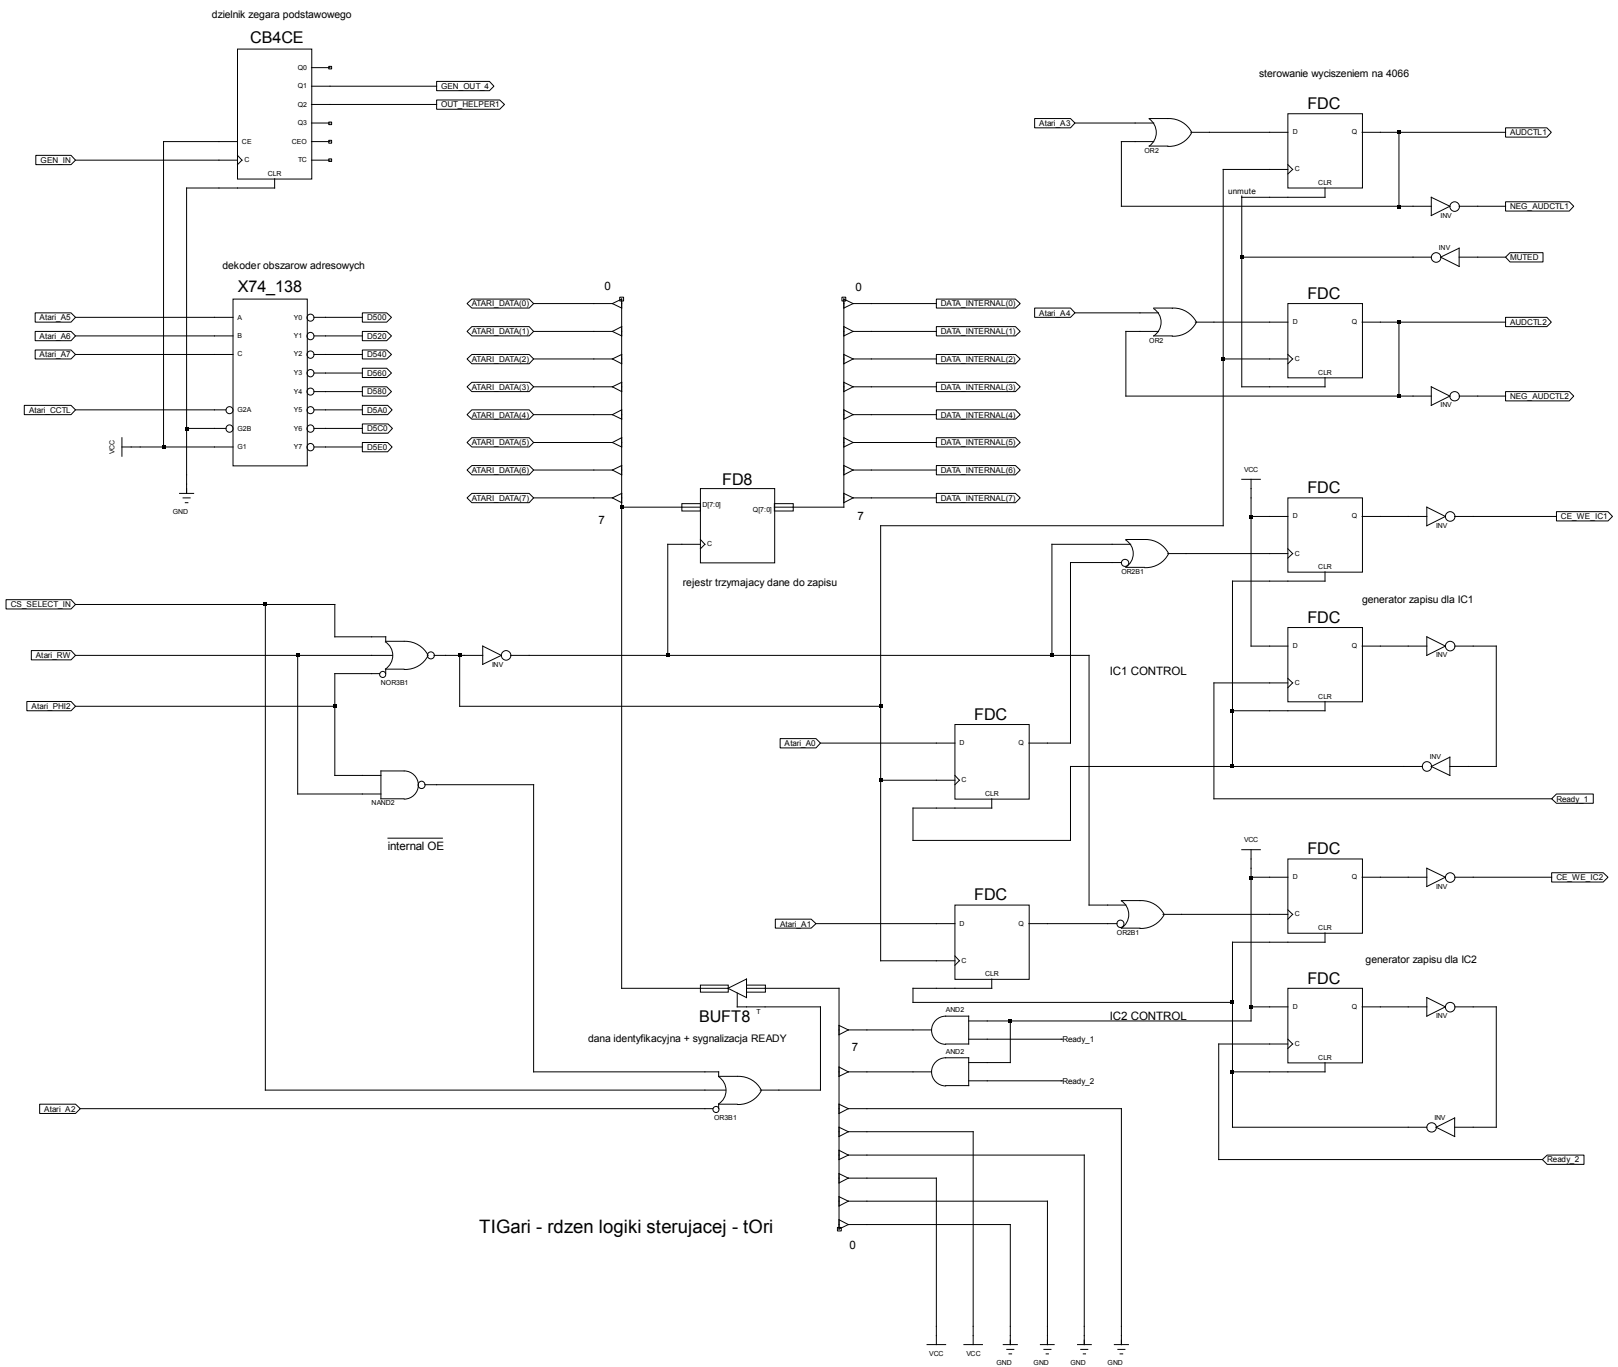 dzielnik zegara podstawowego
CB4CE
Q0
Q1
GEN_OUT_4
Q2
OUT_HELPER1
Q3
CE
CEO
GEN_IN
C
TC
CLR
dekoder obszarow adresowych
X74_138
Atari_A5
A
Y0
D500
Atari_A6
B
Y1
D520
Atari_A7
C
Y2
D540
Y3
D560
Y4
D580
Atari_CCTL
G2A
Y5
D5A0
G2B
Y6
D5C0
VCC
G1
Y7
D5E0
GND
0
ATARI_DATA(0)
ATARI_DATA(1)
ATARI_DATA(2)
ATARI_DATA(3)
ATARI_DATA(4)
ATARI_DATA(5)
ATARI_DATA(6)
ATARI_DATA(7)
7
0
DATA_INTERNAL(0)
DATA_INTERNAL(1)
DATA_INTERNAL(2)
DATA_INTERNAL(3)
DATA_INTERNAL(4)
DATA_INTERNAL(5)
DATA_INTERNAL(6)
DATA_INTERNAL(7)
7
FD8
D[7:0]
Q[7:0]
C
rejestr trzymajacy dane do zapisu
sterowanie wyciszeniem na 4066
FDC
Atari_A3
OR2
D
Q
AUDCTL1
C
CLR
unmute
INV
NEG_AUDCTL1
INV
MUTED
FDC
Atari_A4
OR2
D
Q
AUDCTL2
C
CLR
INV
NEG_AUDCTL2
VCC
FDC
D
Q
INV
CE_WE_IC1
OR2B1
C
CLR
generator zapisu dla IC1
FDC
D
Q
INV
IC1 CONTROL
C
CLR
INV
Ready_1
CS_SELECT_IN
Atari_RW
NOR3B1
INV
Atari_PHI2
NAND2
internal OE
FDC
Atari_A0
D
Q
C
CLR
FDC
Atari_A1
D
Q
C
CLR
VCC
FDC
D
Q
INV
CE_WE_IC2
OR2B1
C
CLR
generator zapisu dla IC2
FDC
D
Q
INV
IC2 CONTROL
C
CLR
INV
Ready_2
BUFT8
T
dana identyfikacyjna + sygnalizacja READY
AND2
Ready_1
7
AND2
Ready_2
Atari_A2
OR3B1
TIGari - rdzen logiki sterujacej - tOri
0
VCC
VCC
GND
GND
GND
GND